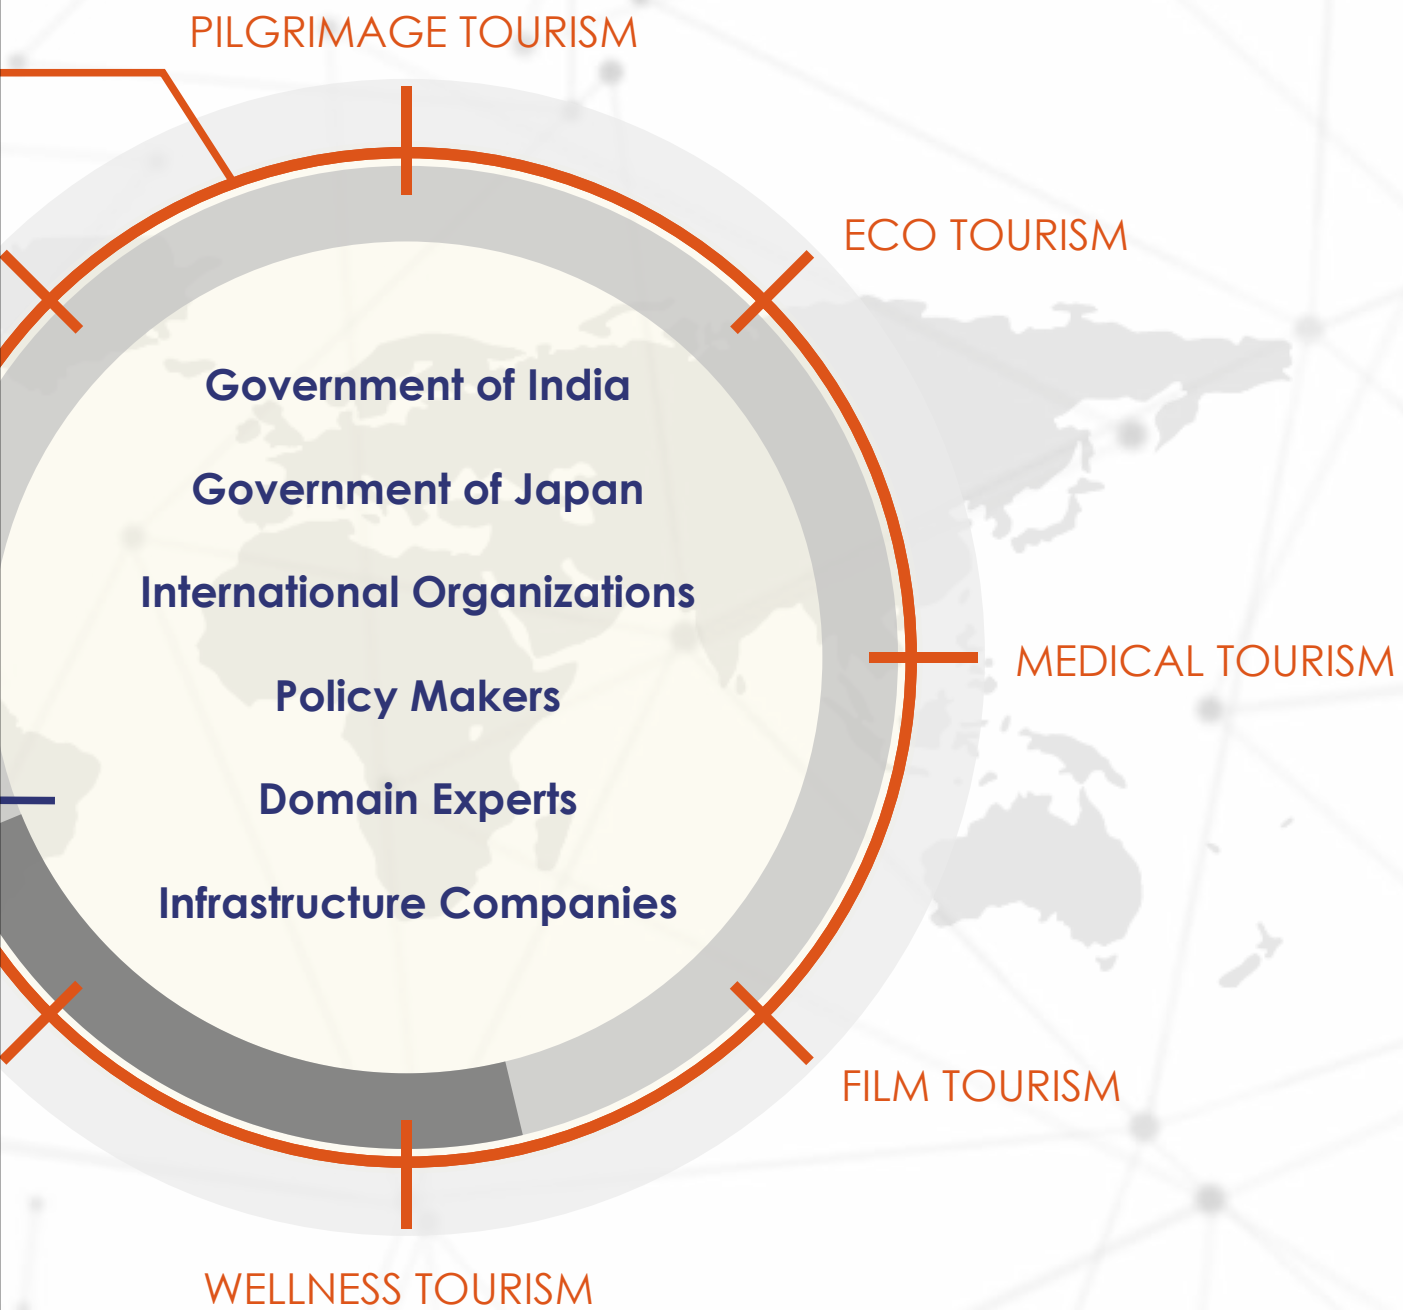 PILGRIMAGE TOURISM
ECO TOURISM
Government of India
Government of Japan
International Organizations
MEDICAL TOURISM
Policy Makers
Domain Experts
Infrastructure Companies
FILM TOURISM
WELLNESS TOURISM